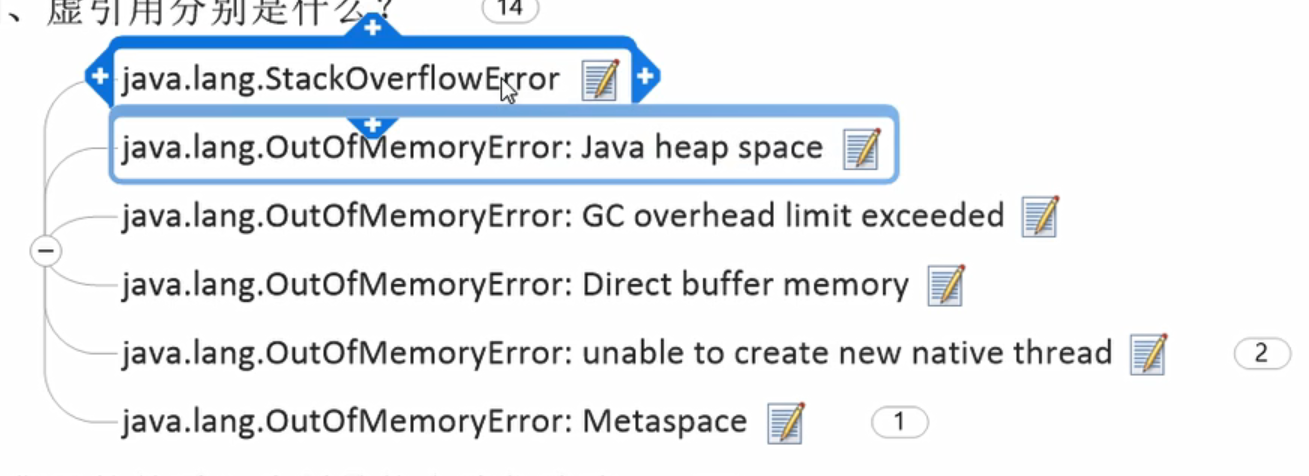 、虚引用分别是什么? 14
java.lang.StackOverflowError
java.lang.OutOfMemoryError: Java heap space
java.lang.OutOfMemoryError: GC overhead limit exceeded
java.lang.OutOfMemoryError: Direct buffer memory
java.lang.OutOfMemoryError: unable to create new native thread 2
java.lang.OutOfMemoryError: Metaspace 1